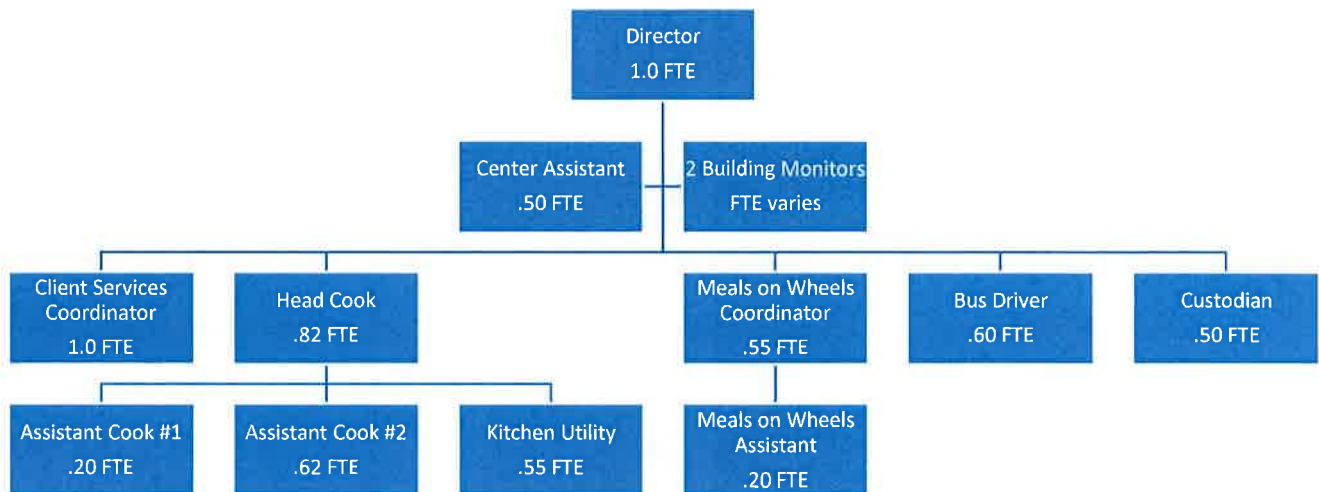 Director
1.0 FTE
Center Assistant
.50 FTE
2 Building Monitors
FTE varies
Client Services
Coordinator
1.0 FTE
Head Cook
.82 FTE
Meals on Wheels
Coordinator
.55 FTE
Bus Driver
.60 FTE
Custodian
.50 FTE
Assistant Cook #1
.20 FTE
Assistant Cook #2
.62 FTE
Kitchen Utility
.55 FTE
Meals on Wheels
Assistant
.20 FTE